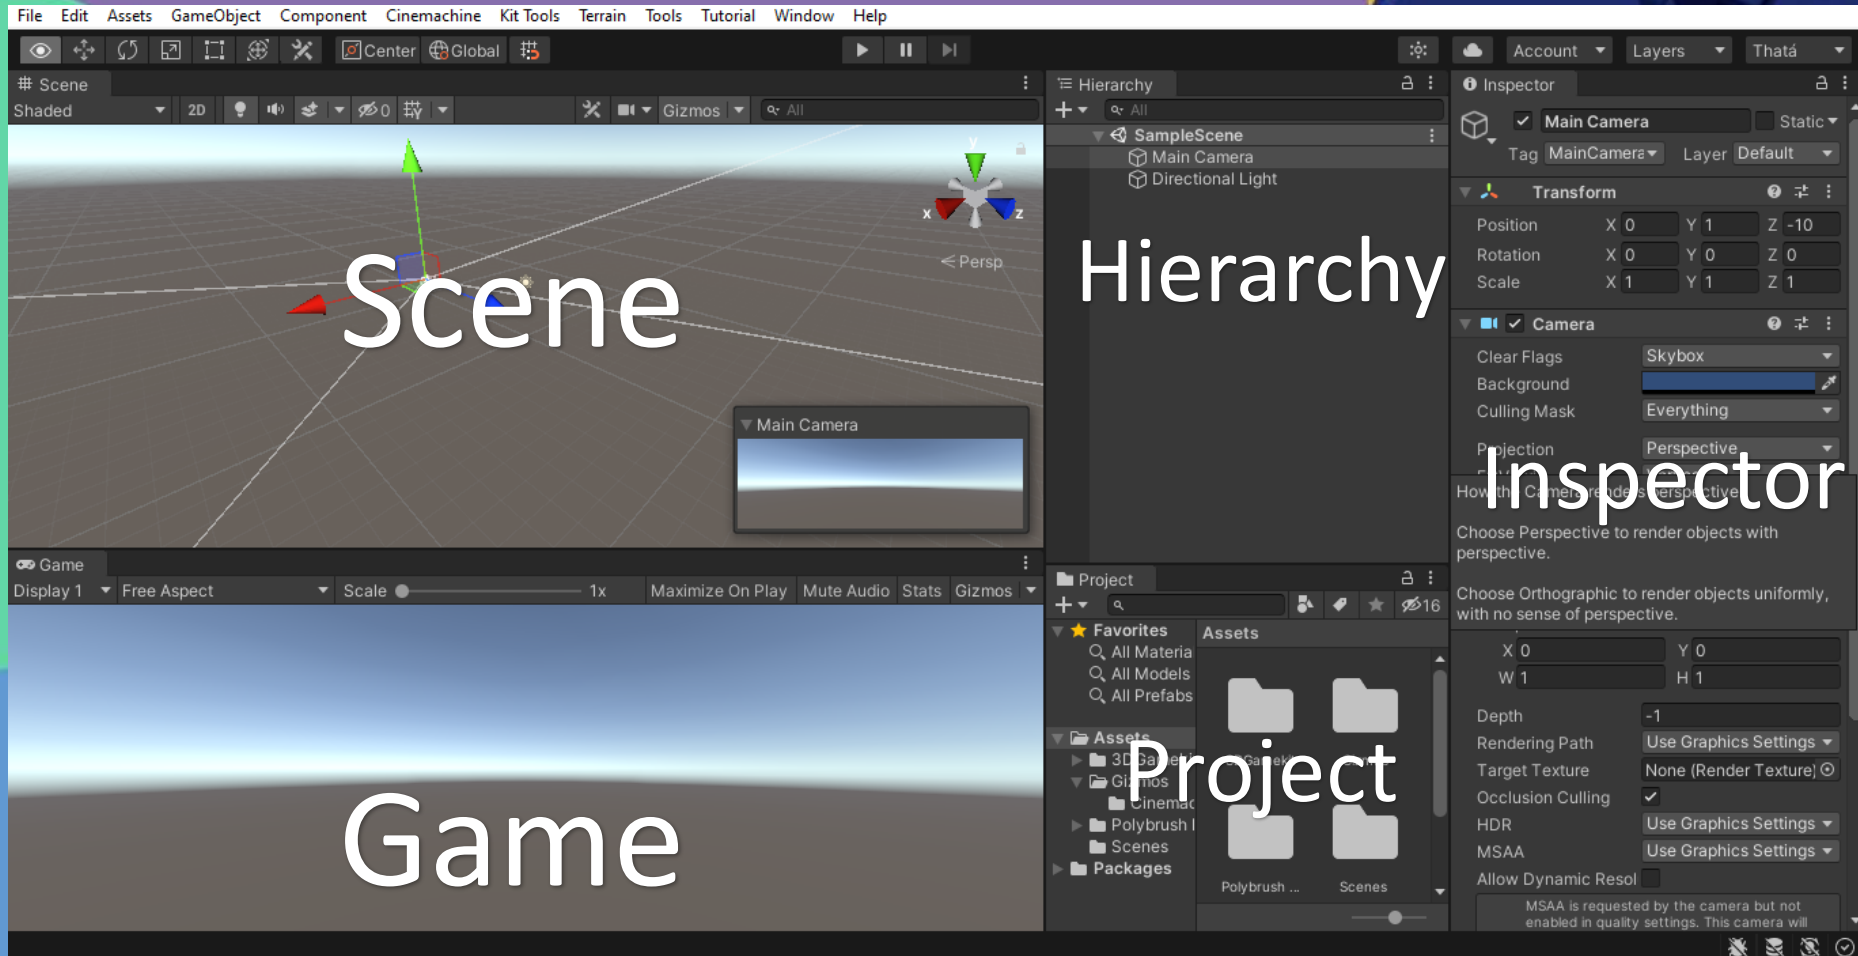 File Edit Assets GameObject Component Cinemachine Kit Tools Terrain Tools Tutorial Window Help
Center Global
Account Layers Thatá
Scene
Shaded 2D 0 Gizmos All
y
x z
Persp
Scene
Main Camera
Game
Display 1 Free Aspect Scale 1x Maximize On Play Mute Audio Stats Gizmos
Game
Hierarchy
All
SampleScene
Main Camera
Directional Light
Hierarchy
Project
16
Favorites
All Materia
All Models
All Prefabs
Assets
3DGameki
Gizmos
Cinemac
Polybrush
Scenes
Packages
Assets
Polybrush ... Scenes
Project
Inspector
Main Camera Static
Tag MainCamera Layer Default
Transform
Position X 0 Y 1 Z -10
Rotation X 0 Y 0 Z 0
Scale X 1 Y 1 Z 1
Camera
Clear Flags Skybox
Background
Culling Mask Everything
Projection Perspective
Inspector
How the Camera renders perspective.
Choose Perspective to render objects with
perspective.
Choose Orthographic to render objects uniformly,
with no sense of perspective.
X 0 Y 0
W 1 H 1
Depth -1
Rendering Path Use Graphics Settings
Target Texture None (Render Texture)
Occlusion Culling
HDR Use Graphics Settings
MSAA Use Graphics Settings
Allow Dynamic Resol
MSAA is requested by the camera but not
enabled in quality settings. This camera will